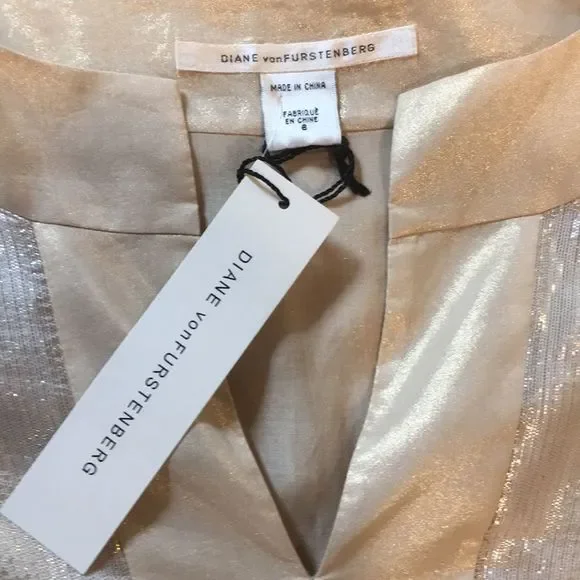 DIANE vonFURSTENBERG
MADE IN CHINA
FABRIQUÉ
EN CHINE
8
DIANE vonFURSTENBERG